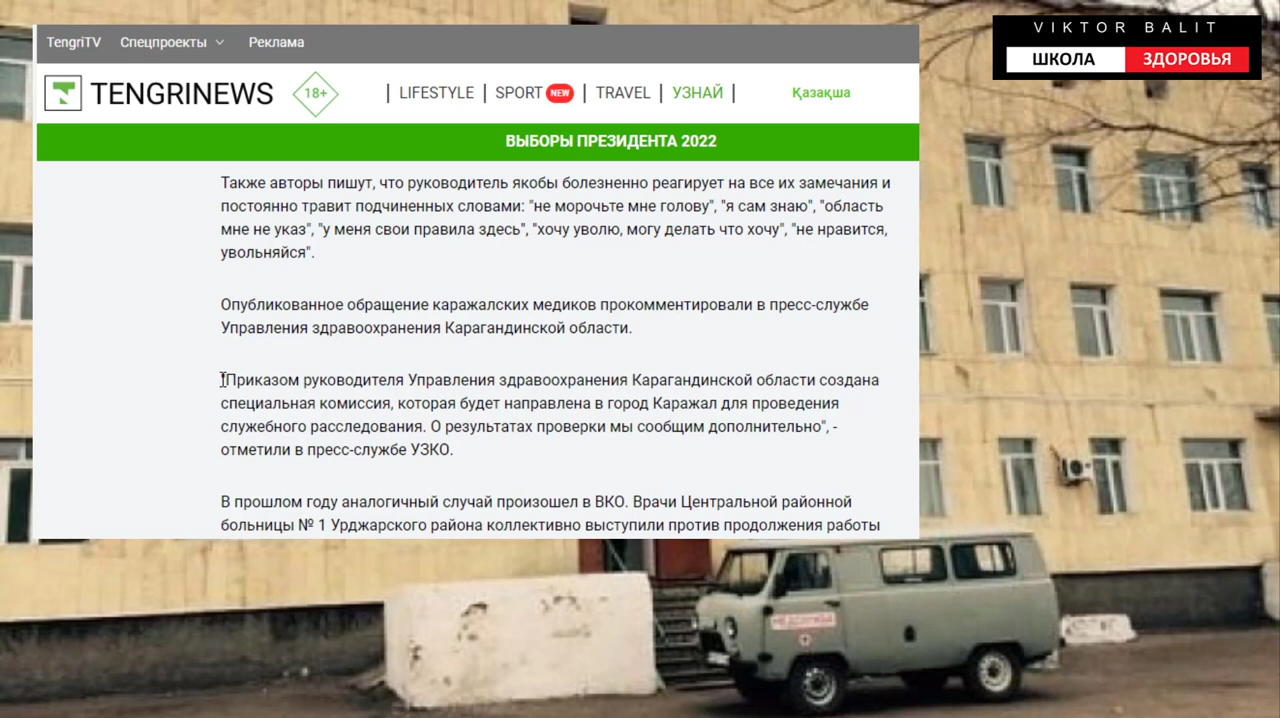 TengriTV Спецпроекты Реклама
VIKTOR BALIT
ШКОЛА ЗДОРОВЬЯ
TENGRINEWS 18+ | LIFESTYLE | SPORT NEW | TRAVEL | УЗНАЙ | Қазақша
ВЫБОРЫ ПРЕЗИДЕНТА 2022
Также авторы пишут, что руководитель якобы болезненно реагирует на все их замечания и
постоянно травит подчиненных словами: "не морочьте мне голову", "я сам знаю", "область
мне не указ", "у меня свои правила здесь", "хочу уволю, могу делать что хочу", "не нравится,
увольняйся".
Опубликованное обращение каражалских медиков прокомментировали в пресс-службе
Управления здравоохранения Карагандинской области.
"Приказом руководителя Управления здравоохранения Карагандинской области создана
специальная комиссия, которая будет направлена в город Каражал для проведения
служебного расследования. О результатах проверки мы сообщим дополнительно", -
отметили в пресс-службе УЗКО.
В прошлом году аналогичный случай произошел в ВКО. Врачи Центральной районной
больницы № 1 Урджарского района коллективно выступили против продолжения работы
МЕДСЛУЖБА